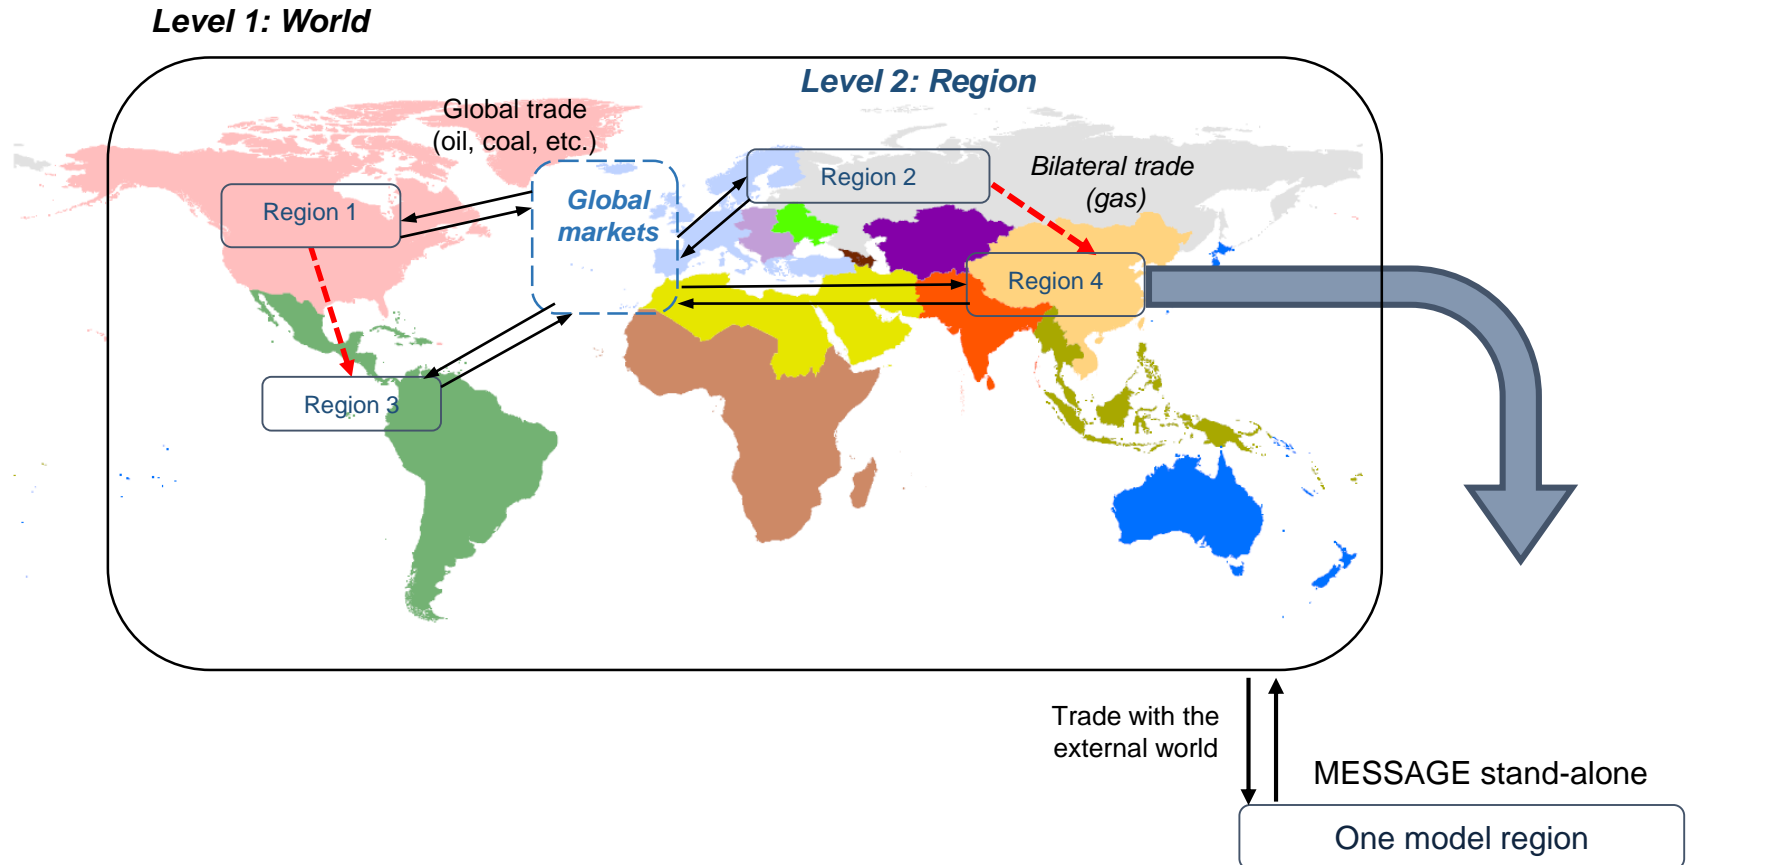 Level 1: World
Level 2: Region
Global trade
(oil, coal, etc.)
Global
markets
Region 1
Region 2
Bilateral trade
(gas)
Region 4
Region 3
Trade with the
external world
MESSAGE stand-alone
One model region